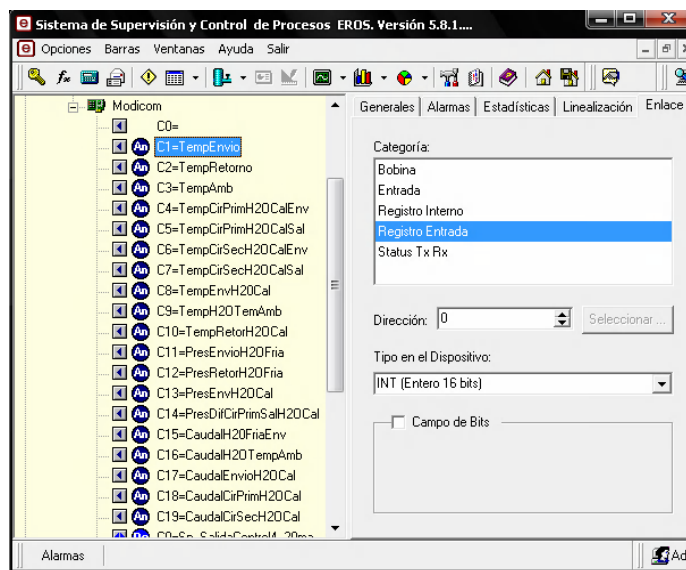 Sistema de Supervisión y Control de Procesos EROS. Versión 5.8.1....
Opciones Barras Ventanas Ayuda Salir
Modicom
C0=
C1=TempEnvio
C2=TempRetorno
C3=TempAmb
C4=TempCirPrimH2OCalEnv
C5=TempCirPrimH2OCalSal
C6=TempCirSecH2OCalEnv
C7=TempCirSecH2OCalSal
C8=TempEnvH2OCal
C9=TempH2OTemAmb
C10=TempRetorH2OCal
C11=PresEnvioH2OFria
C12=PresRetorH2OFria
C13=PresEnvH2OCal
C14=PresDifCirPrimSalH2OCal
C15=CaudalH2OFriaEnv
C16=CaudalH2OTempAmb
C17=CaudalEnvioH2OCal
C18=CaudalCirPrimH2OCal
C19=CaudalCirSecH2OCal
C0=Sp_SalidaControl4_20ma
Generales Alarmas Estadísticas Linealización Enlace
Categoría:
Bobina
Entrada
Registro Interno
Registro Entrada
Status Tx Rx
Dirección: 0 Seleccionar ...
Tipo en el Dispositivo:
INT (Entero 16 bits)
Campo de Bits
Alarmas
Ad